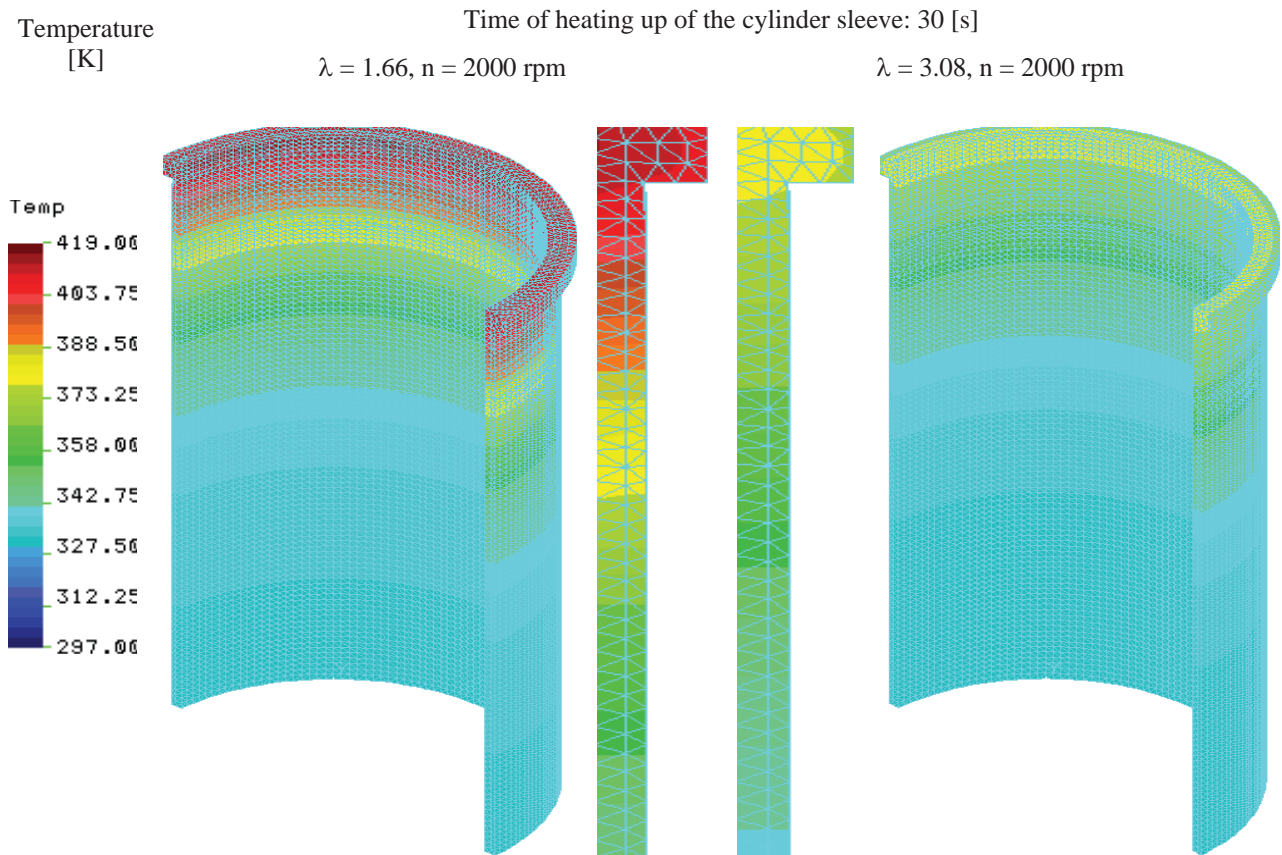 Temperature
[K]
Time of heating up of the cylinder sleeve: 30 [s]
λ = 1.66, n = 2000 rpm
λ = 3.08, n = 2000 rpm
Temp
419.00
403.75
388.50
373.25
358.00
342.75
327.50
312.25
297.00
Y
Y